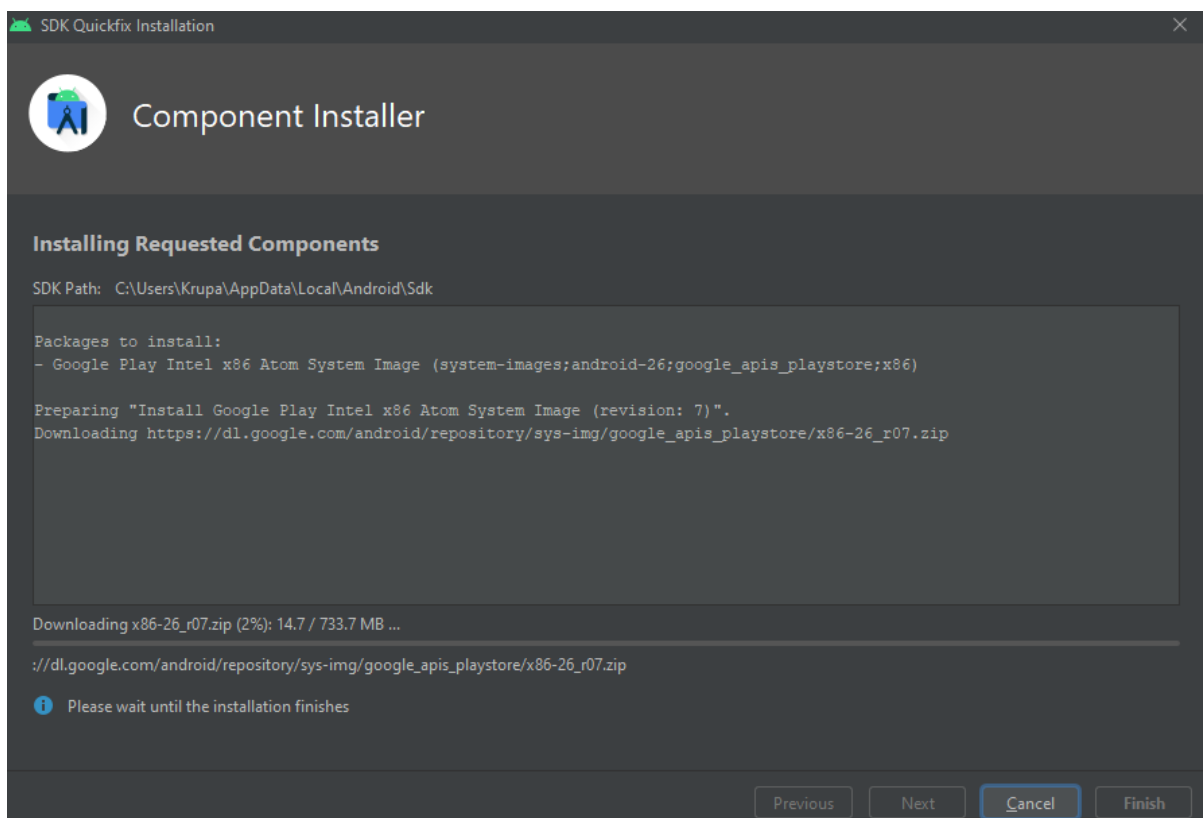 SDK Quickfix Installation
Component Installer
Installing Requested Components
SDK Path: C:\Users\Krupa\AppData\Local\Android\Sdk
Packages to install:
- Google Play Intel x86 Atom System Image (system-images;android-26;google_apis_playstore;x86)
Preparing "Install Google Play Intel x86 Atom System Image (revision: 7)".
Downloading https://dl.google.com/android/repository/sys-img/google_apis_playstore/x86-26_r07.zip
Downloading x86-26_r07.zip (2%): 14.7 / 733.7 MB ...
://dl.google.com/android/repository/sys-img/google_apis_playstore/x86-26_r07.zip
Please wait until the installation finishes
Previous Next Cancel Finish